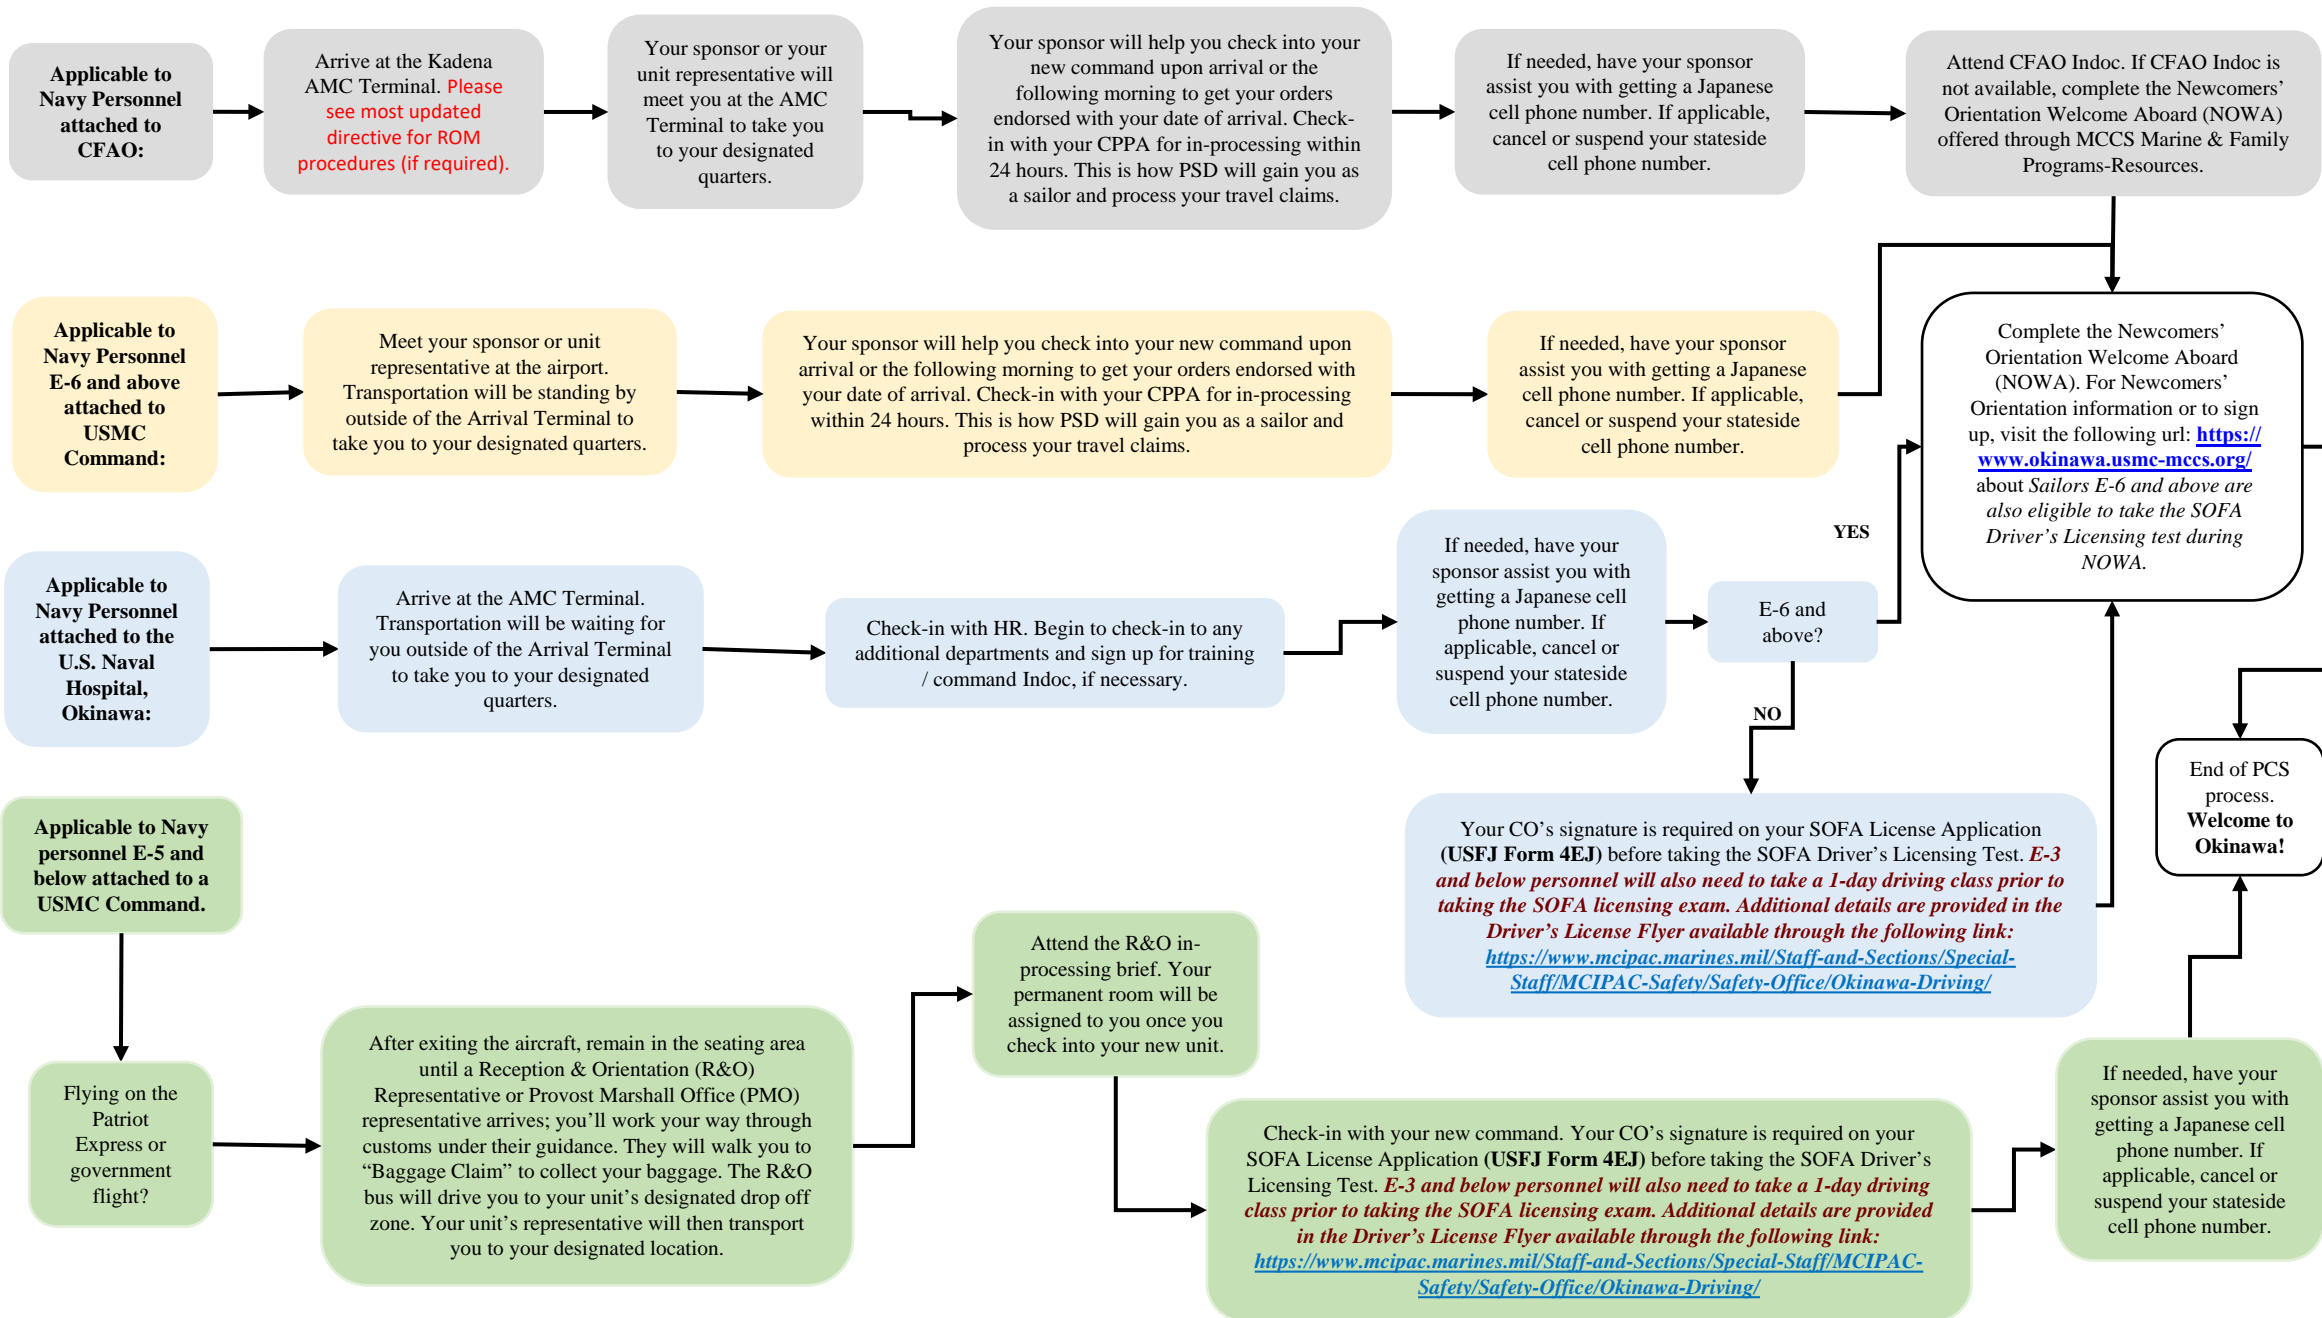 Applicable to
Navy Personnel
attached to
CFAO:
Arrive at the Kadena
AMC Terminal. Please
see most updated
directive for ROM
procedures (if required).
Your sponsor or your
unit representative will
meet you at the AMC
Terminal to take you
to your designated
quarters.
Your sponsor will help you check into your
new command upon arrival or the
following morning to get your orders
endorsed with your date of arrival. Check-
in with your CPPA for in-processing within
24 hours. This is how PSD will gain you as
a sailor and process your travel claims.
If needed, have your sponsor
assist you with getting a Japanese
cell phone number. If applicable,
cancel or suspend your stateside
cell phone number.
Attend CFAO Indoc. If CFAO Indoc is
not available, complete the Newcomers’
Orientation Welcome Aboard (NOWA)
offered through MCCS Marine & Family
Programs-Resources.
Applicable to
Navy Personnel
E-6 and above
attached to
USMC
Command:
Meet your sponsor or unit
representative at the airport.
Transportation will be standing by
outside of the Arrival Terminal to
take you to your designated quarters.
Your sponsor will help you check into your new command upon
arrival or the following morning to get your orders endorsed with
your date of arrival. Check-in with your CPPA for in-processing
within 24 hours. This is how PSD will gain you as a sailor and
process your travel claims.
If needed, have your sponsor
assist you with getting a Japanese
cell phone number. If applicable,
cancel or suspend your stateside
cell phone number.
Complete the Newcomers’
Orientation Welcome Aboard
(NOWA). For Newcomers’
Orientation information or to sign
up, visit the following url: https://
www.okinawa.usmc-mccs.org/
about Sailors E-6 and above are
also eligible to take the SOFA
Driver’s Licensing test during
NOWA.
Applicable to
Navy Personnel
attached to the
U.S. Naval
Hospital,
Okinawa:
Arrive at the AMC Terminal.
Transportation will be waiting for
you outside of the Arrival Terminal
to take you to your designated
quarters.
Check-in with HR. Begin to check-in to any
additional departments and sign up for training
/ command Indoc, if necessary.
If needed, have your
sponsor assist you with
getting a Japanese cell
phone number. If
applicable, cancel or
suspend your stateside
cell phone number.
E-6 and
above?
YES
NO
Your CO’s signature is required on your SOFA License Application
(USFJ Form 4EJ) before taking the SOFA Driver’s Licensing Test. E-3
and below personnel will also need to take a 1-day driving class prior to
taking the SOFA licensing exam. Additional details are provided in the
Driver’s License Flyer available through the following link:
https://www.mcipac.marines.mil/Staff-and-Sections/Special-
Staff/MCIPAC-Safety/Safety-Office/Okinawa-Driving/
End of PCS
process.
Welcome to
Okinawa!
Applicable to Navy
personnel E-5 and
below attached to a
USMC Command.
Flying on the
Patriot
Express or
government
flight?
After exiting the aircraft, remain in the seating area
until a Reception & Orientation (R&O)
Representative or Provost Marshall Office (PMO)
representative arrives; you’ll work your way through
customs under their guidance. They will walk you to
“Baggage Claim” to collect your baggage. The R&O
bus will drive you to your unit’s designated drop off
zone. Your unit’s representative will then transport
you to your designated location.
Attend the R&O in-
processing brief. Your
permanent room will be
assigned to you once you
check into your new unit.
Check-in with your new command. Your CO’s signature is required on your
SOFA License Application (USFJ Form 4EJ) before taking the SOFA Driver’s
Licensing Test. E-3 and below personnel will also need to take a 1-day driving
class prior to taking the SOFA licensing exam. Additional details are provided
in the Driver’s License Flyer available through the following link:
https://www.mcipac.marines.mil/Staff-and-Sections/Special-Staff/MCIPAC-
Safety/Safety-Office/Okinawa-Driving/
If needed, have your
sponsor assist you with
getting a Japanese cell
phone number. If
applicable, cancel or
suspend your stateside
cell phone number.